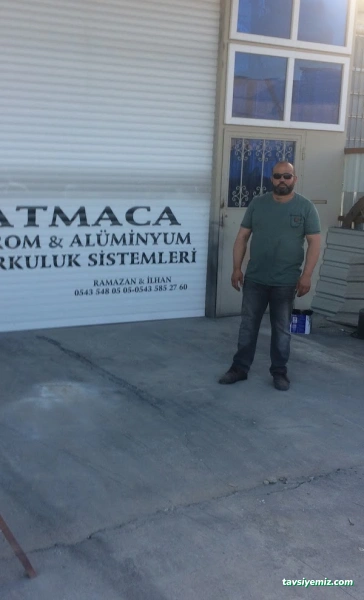 ATMACA
ROM & ALÜMİNYUM
RKULUK SİSTEMLERİ
RAMAZAN & İLHAN
0543 548 05 05-0543 585 27 60
tavsiyemiz.com